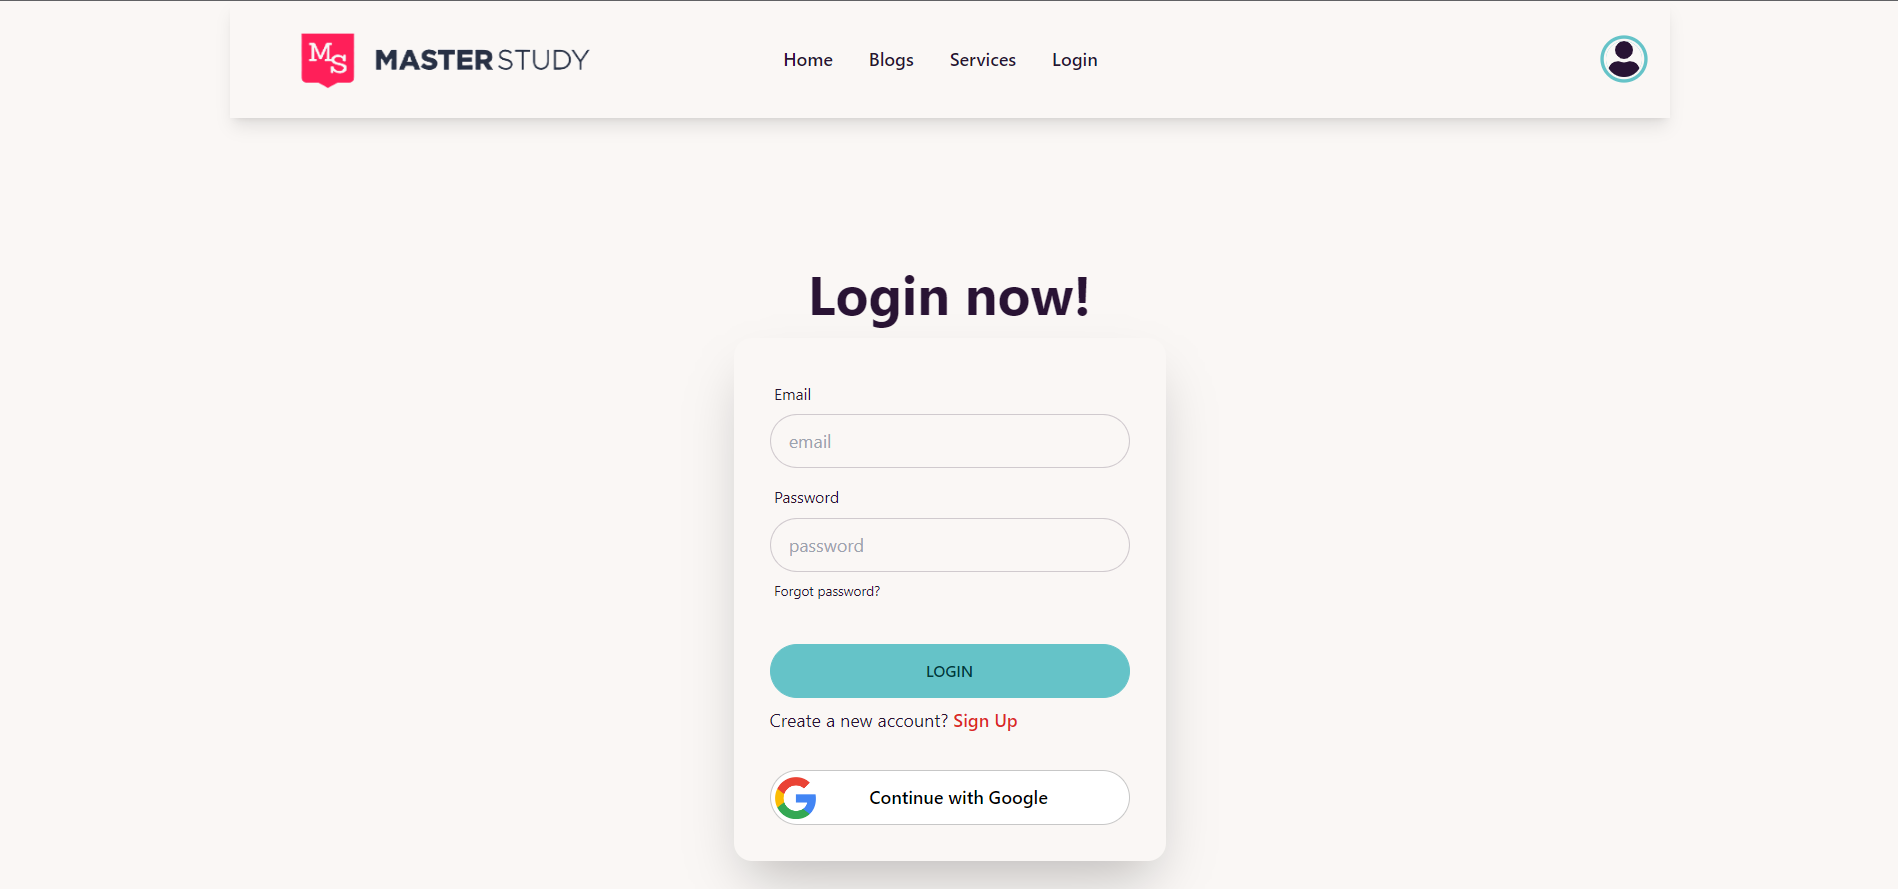 MS MASTERSTUDY Home Blogs Services Login
Login now!
Email
email
Password
password
Forgot password?
LOGIN
Create a new account? Sign Up
Continue with Google